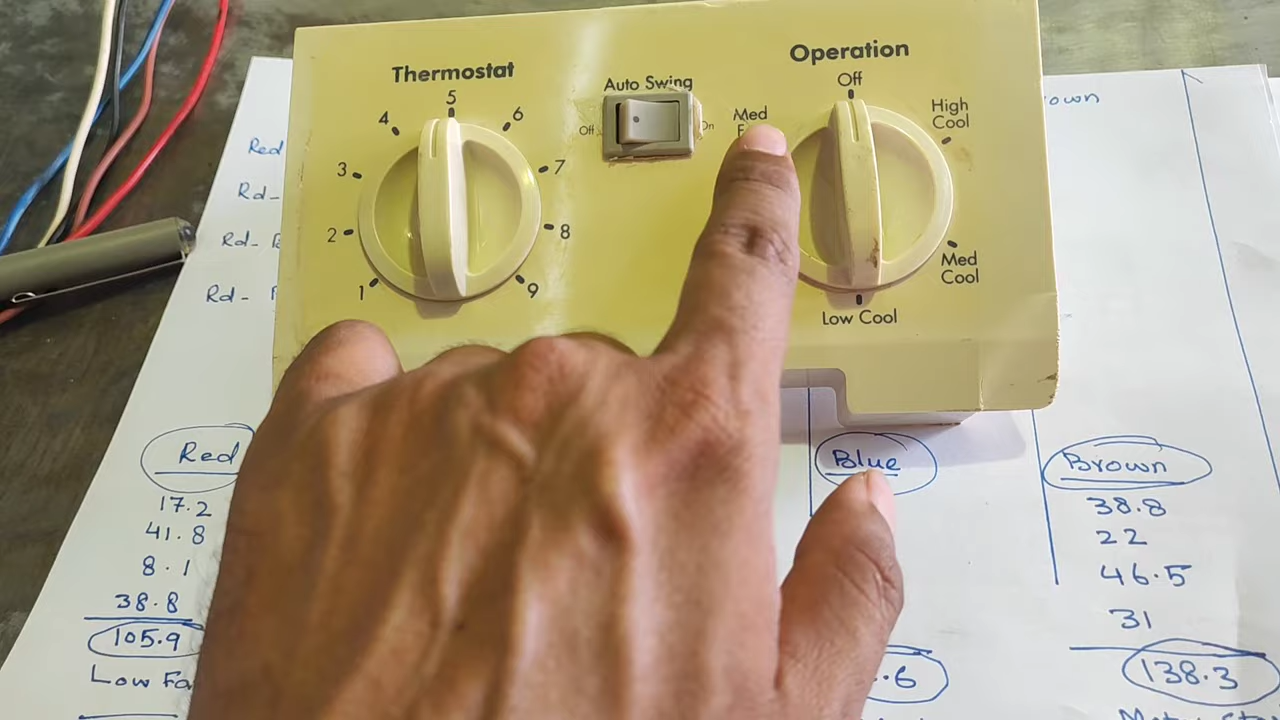 Thermostat
1
2
3
4
5
6
7
8
9
Auto Swing
Off
On
Operation
Off
High
Cool
Med
Cool
Low Cool
Med
Red
Rd-
Rd-
Rd-
Red
17.2
41.8
8.1
38.8
105.9
Low
Blue
.6
Brown
38.8
22
46.5
31
138.3